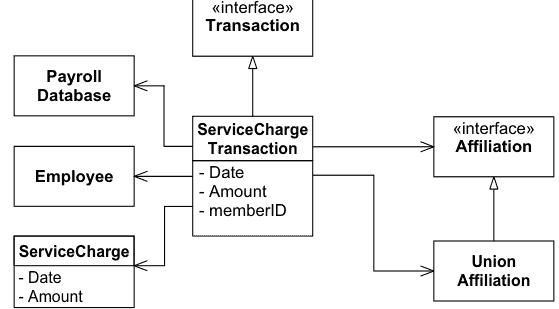 «interface»
Transaction
Payroll
Database
ServiceCharge
Transaction
- Date
- Amount
- memberID
«interface»
Affiliation
Employee
ServiceCharge
- Date
- Amount
Union
Affiliation